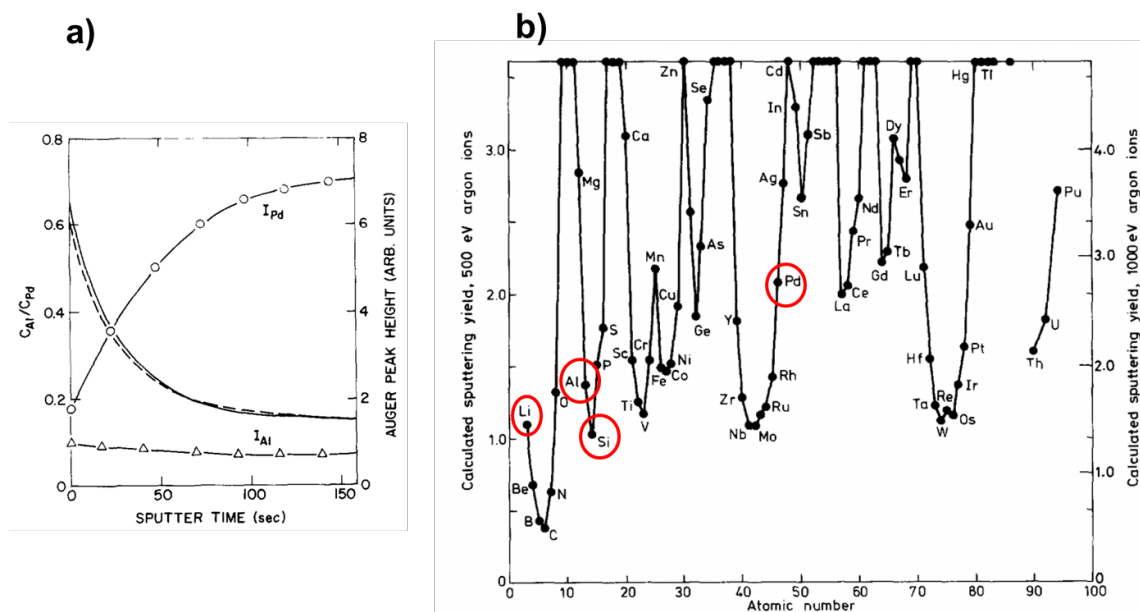 a)
0.8
0.6
0.4
0.2
0
C_Al/C_Pd
I_Pd
I_Al
8
6
4
2
0
AUGER PEAK HEIGHT (ARB. UNITS)
0
50
100
150
SPUTTER TIME (sec)
b)
Calculated sputtering yield, 500 eV argon ions
3.0
2.0
1.0
0
Li
Be
B
C
N
O
Mg
Al
Si
P
S
Ca
Sc
Ti
V
Cr
Mn
Fe
Co
Ni
Cu
Zn
Ge
As
Se
Y
Zr
Nb
Mo
Ru
Rh
Pd
Ag
Cd
In
Sn
Sb
La
Ce
Pr
Nd
Gd
Tb
Dy
Er
Lu
Hf
Ta
W
Re
Os
Ir
Pt
Au
Hg
Tl
Th
U
Pu
4.0
3.0
2.0
1.0
0
Calculated sputtering yield, 1000 eV argon ions
0
10
20
30
40
50
60
70
80
90
100
Atomic number